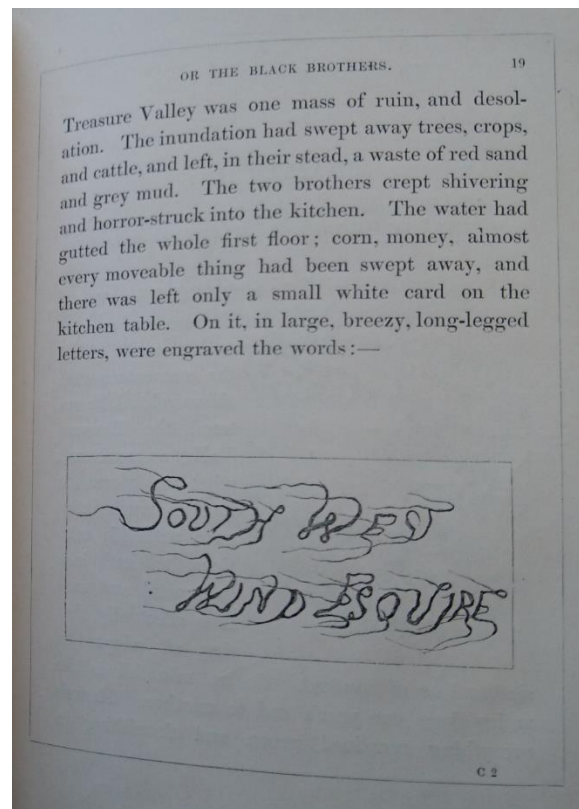 OR THE BLACK BROTHERS. 19
Treasure Valley was one mass of ruin, and desol-
ation. The inundation had swept away trees, crops,
and cattle, and left, in their stead, a waste of red sand
and grey mud. The two brothers crept shivering
and horror-struck into the kitchen. The water had
gutted the whole first floor; corn, money, almost
every moveable thing had been swept away, and
there was left only a small white card on the
kitchen table. On it, in large, breezy, long-legged
letters, were engraved the words:—
SOUTH WEST
WIND ESQUIRE
C 2